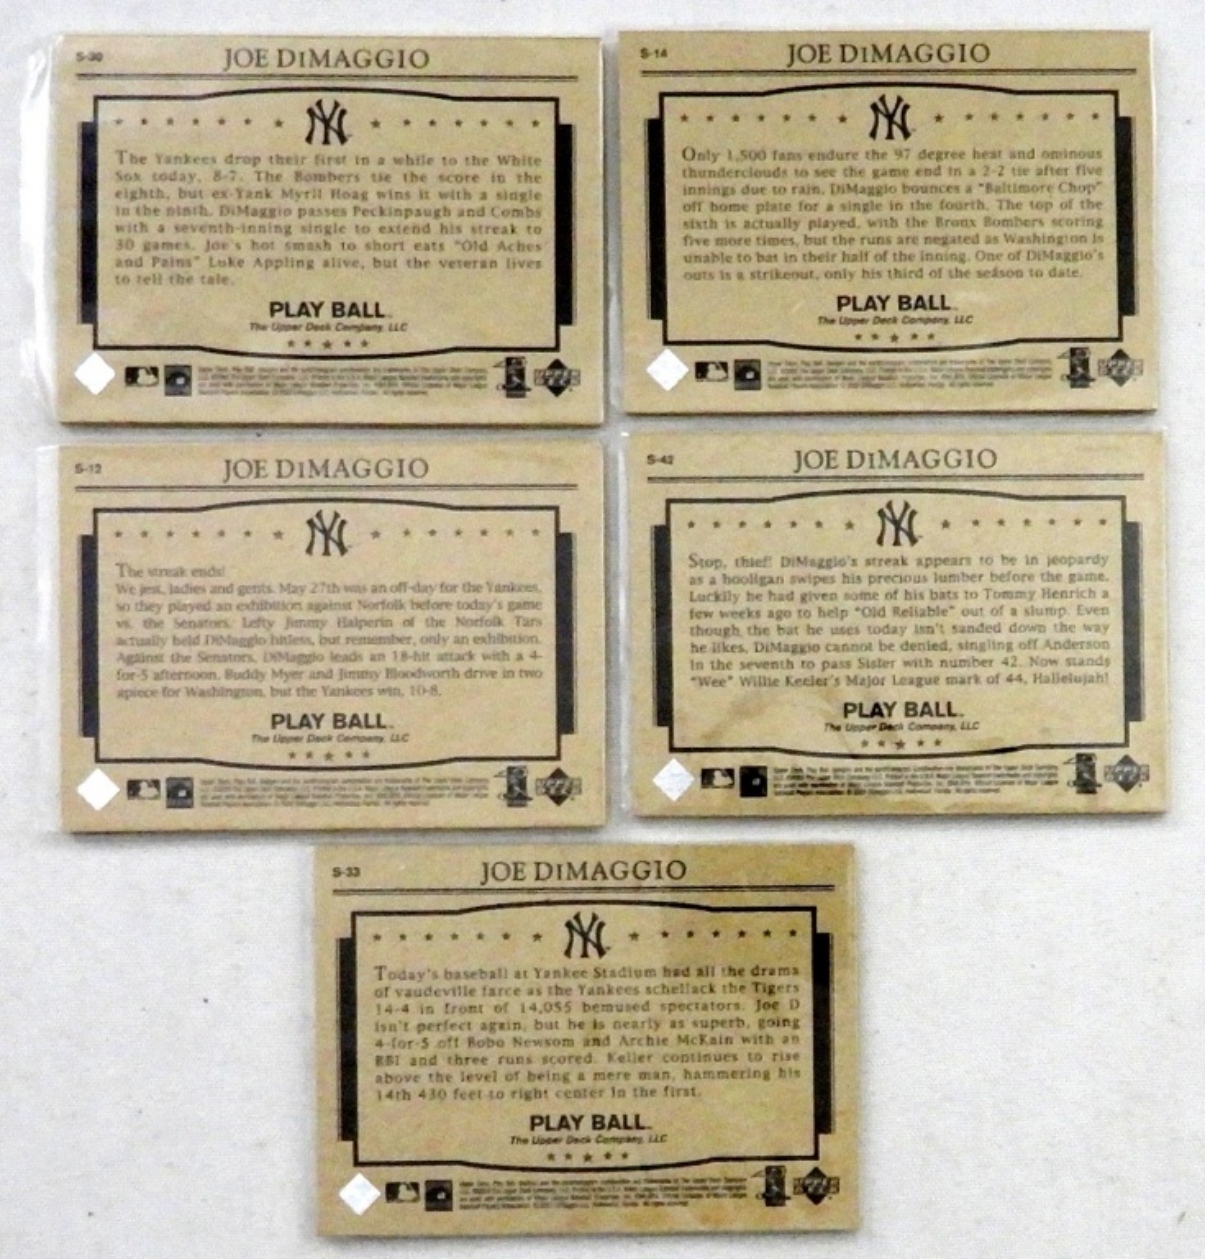 S-30
JOE DiMAGGIO
NY
The Yankees drop their first in a while to the White
Sox today, 8-7. The Bombers tie the score in the
eighth, but ex-Yank Myril Hoag wins it with a single
in the ninth. DiMaggio passes Peckinpaugh and Combs
with a seventh-inning single to extend his streak to
30 games. Joe's hot smash to short eats "Old Aches
and Pains" Luke Appling alive, but the veteran lives
to tell the tale.
PLAY BALL
The Upper Deck Company, LLC
S-14
JOE DiMAGGIO
NY
Only 1,500 fans endure the 97 degree heat and ominous
thunderclouds to see the game end in a 2-2 tie after five
innings due to rain. DiMaggio bounces a "Baltimore Chop"
off home plate for a single in the fourth. The top of the
sixth is actually played, with the Bronx Bombers scoring
five more times, but the runs are negated as Washington is
unable to bat in their half of the inning. One of DiMaggio's
outs is a strikeout, only his third of the season to date.
PLAY BALL
The Upper Deck Company, LLC
S-12
JOE DiMAGGIO
NY
The streak ends!
We jest, ladies and gents. May 27th was an off-day for the Yankees,
so they played an exhibition against Norfolk before today's game
vs. the Senators. Lefty Jimmy Halperin of the Norfolk Tars
actually held DiMaggio hitless, but remember, only an exhibition.
Against the Senators, DiMaggio leads an 18-hit attack with a 4-
for-5 afternoon. Buddy Myer and Jimmy Bloodworth drive in two
apiece for Washington, but the Yankees win, 10-8.
PLAY BALL
The Upper Deck Company, LLC
S-42
JOE DiMAGGIO
NY
Stop, thief! DiMaggio's streak appears to be in jeopardy
as a hooligan swipes his precious lumber before the game.
Luckily he had given some of his bats to Tommy Henrich a
few weeks ago to help "Old Reliable" out of a slump. Even
though the bat he uses today isn't sanded down the way
he likes, DiMaggio cannot be denied, singling off Anderson
in the seventh to pass Sisler with number 42. Now stands
"Wee" Willie Keeler's Major League mark of 44, Hallelujah!
PLAY BALL
The Upper Deck Company, LLC
S-33
JOE DiMAGGIO
NY
Today's baseball at Yankee Stadium had all the drama
of vaudeville farce as the Yankees schellack the Tigers
14-4 in front of 14,055 bemused spectators. Joe D
isn't perfect again, but he is nearly as superb, going
4-for-5 off Bobo Newsom and Archie McKain with an
RBI and three runs scored. Keller continues to rise
above the level of being a mere man, hammering his
14th 430 feet to right center in the first.
PLAY BALL
The Upper Deck Company, LLC